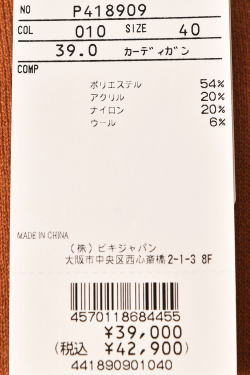 NO P418909
COL 010 SIZE 40
39.0 カーディガン
COMP
ポリエステル 54%
アクリル 20%
ナイロン 20%
ウール 6%
MADE IN CHINA
(株)ピキジャパン
大阪市中央区西心斎橋2-1-3 8F
4570118684455
¥39,000
(税込 ¥42,900)
441890901040